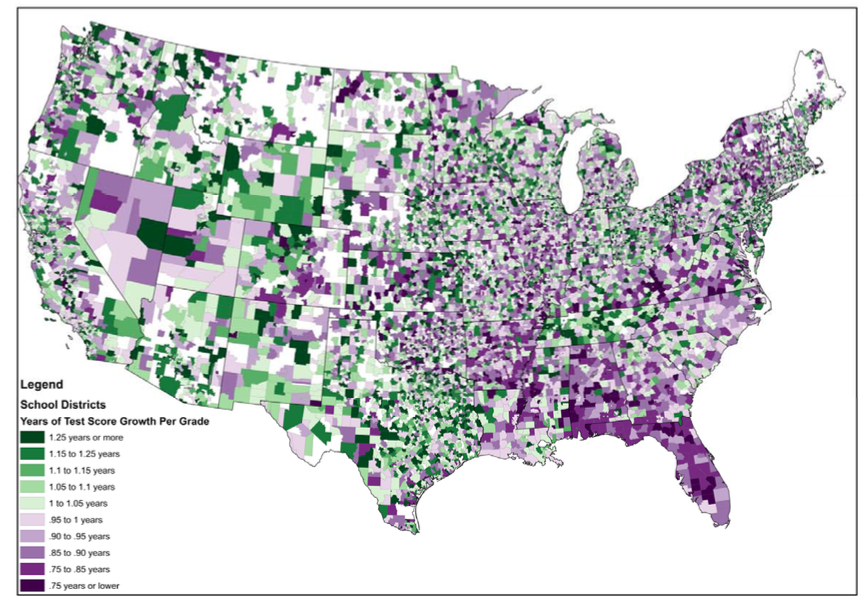 Legend
School Districts
Years of Test Score Growth Per Grade
1.25 years or more
1.15 to 1.25 years
1.1 to 1.15 years
1.05 to 1.1 years
1 to 1.05 years
.95 to 1 years
.90 to .95 years
.85 to .90 years
.75 to .85 years
.75 years or lower